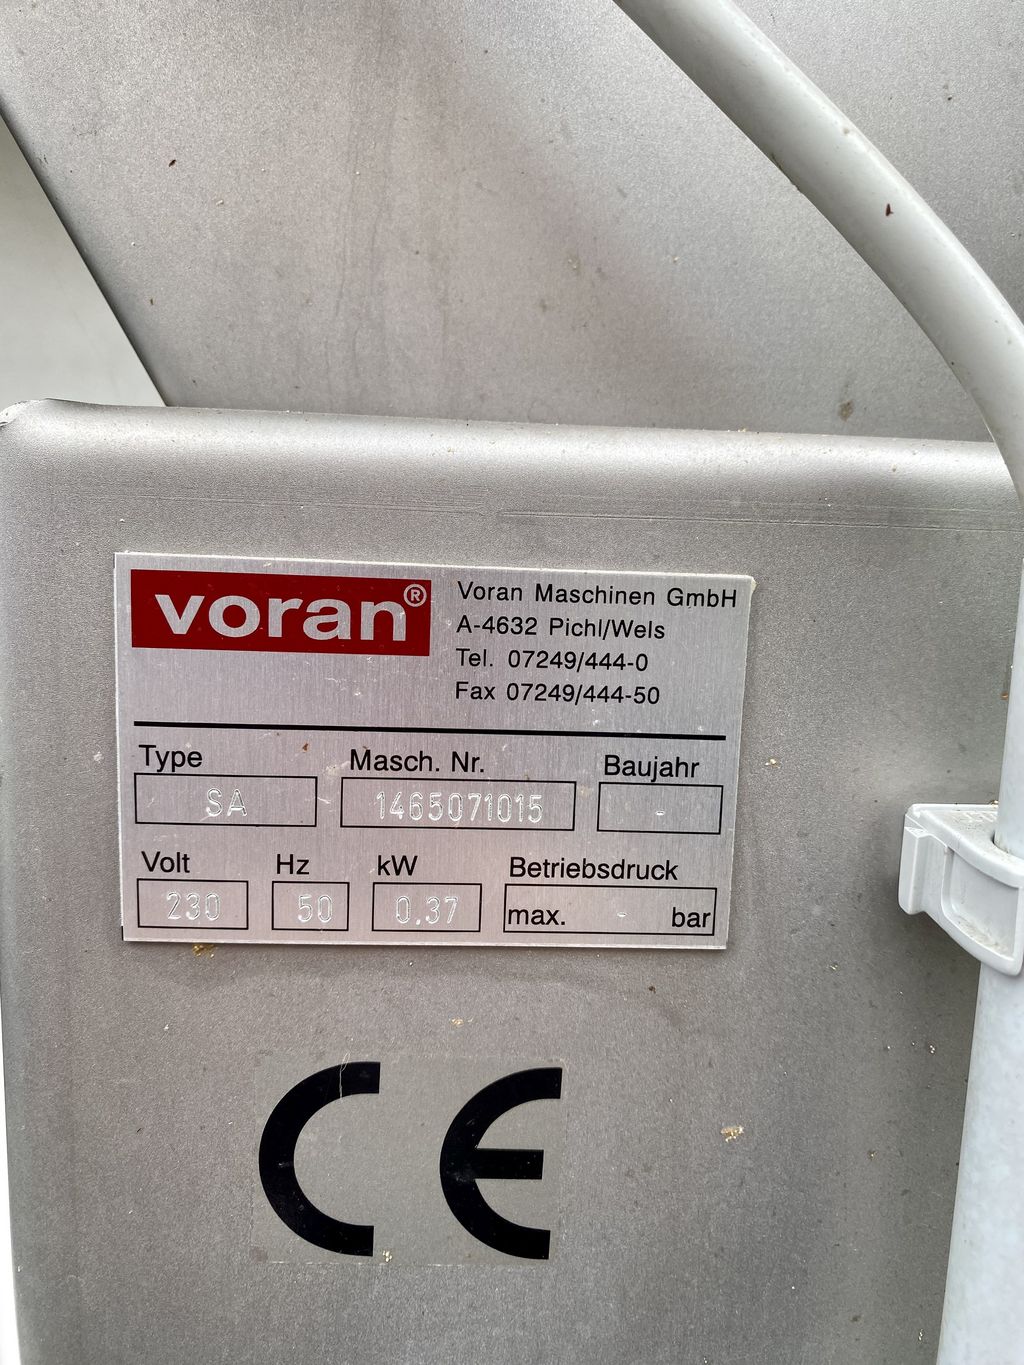 voran®
Voran Maschinen GmbH
A-4632 Pichl/Wels
Tel. 07249/444-0
Fax 07249/444-50
Type Masch. Nr. Baujahr
SA 1465071015 -
Volt Hz kW Betriebsdruck
230 50 0.37 max. - bar
CE